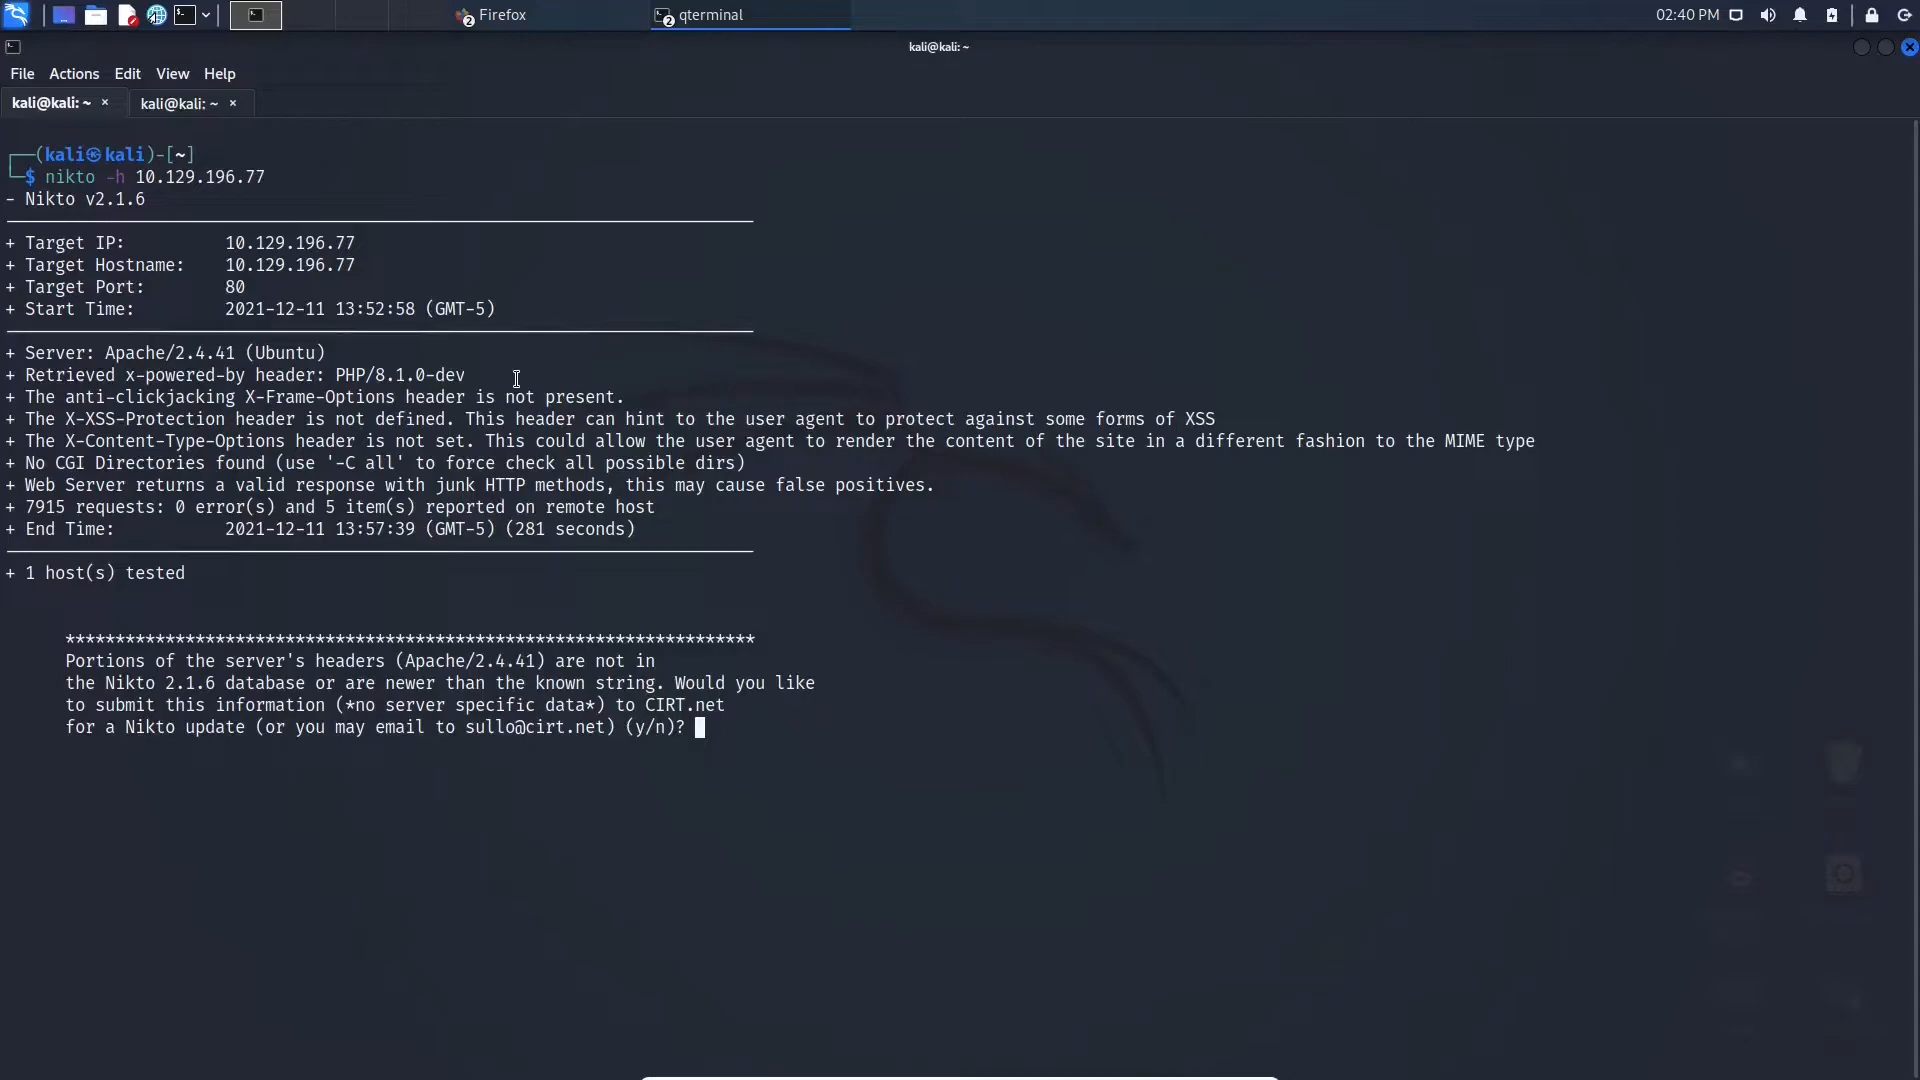 Firefox
qterminal
02:40 PM
kali@kali: ~
File Actions Edit View Help
kali@kali: ~ × kali@kali: ~ ×
┌──(kali㉿kali)-[~]
└─$ nikto -h 10.129.196.77
- Nikto v2.1.6
+ Target IP: 10.129.196.77
+ Target Hostname: 10.129.196.77
+ Target Port: 80
+ Start Time: 2021-12-11 13:52:58 (GMT-5)
+ Server: Apache/2.4.41 (Ubuntu)
+ Retrieved x-powered-by header: PHP/8.1.0-dev
+ The anti-clickjacking X-Frame-Options header is not present.
+ The X-XSS-Protection header is not defined. This header can hint to the user agent to protect against some forms of XSS
+ The X-Content-Type-Options header is not set. This could allow the user agent to render the content of the site in a different fashion to the MIME type
+ No CGI Directories found (use '-C all' to force check all possible dirs)
+ Web Server returns a valid response with junk HTTP methods, this may cause false positives.
+ 7915 requests: 0 error(s) and 5 item(s) reported on remote host
+ End Time: 2021-12-11 13:57:39 (GMT-5) (281 seconds)
+ 1 host(s) tested
*********************************************************************
Portions of the server's headers (Apache/2.4.41) are not in
the Nikto 2.1.6 database or are newer than the known string. Would you like
to submit this information (*no server specific data*) to CIRT.net
for a Nikto update (or you may email to sullo@cirt.net) (y/n)?